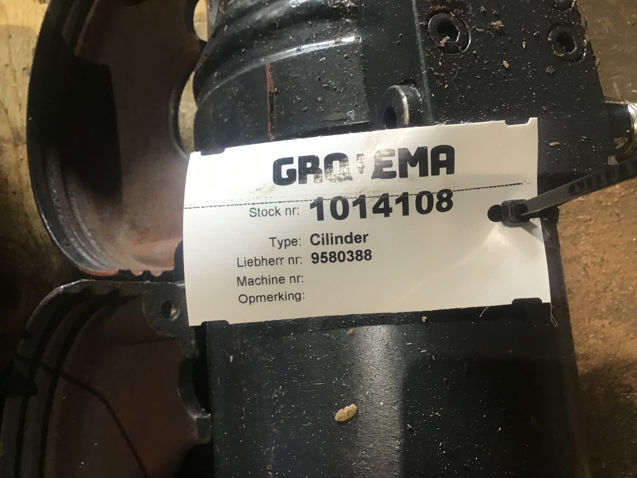 GROEMA
Stock nr: 1014108
Type: Cilinder
Liebherr nr: 9580388
Machine nr:
Opmerking: